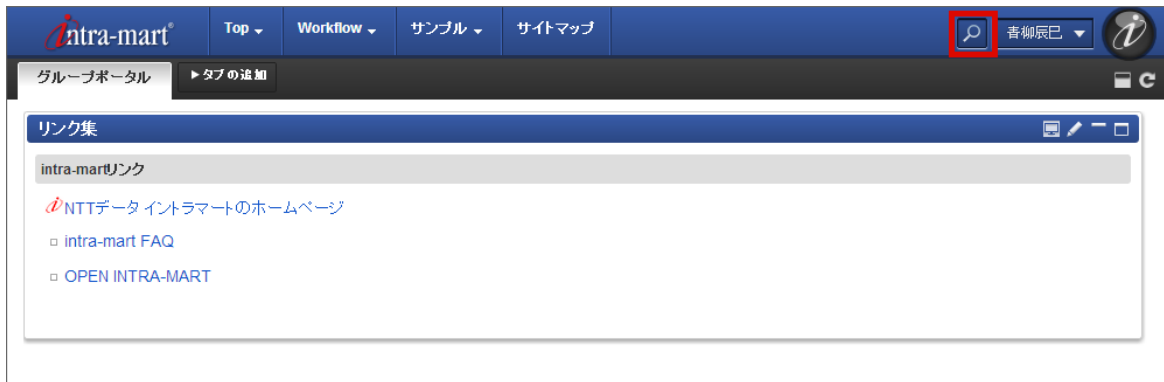 intra-mart® Top Workflow サンプル サイトマップ 青柳辰巳
グループポータル タブの追加
リンク集
intra-martリンク
NTTデータ イントラマートのホームページ
intra-mart FAQ
OPEN INTRA-MART